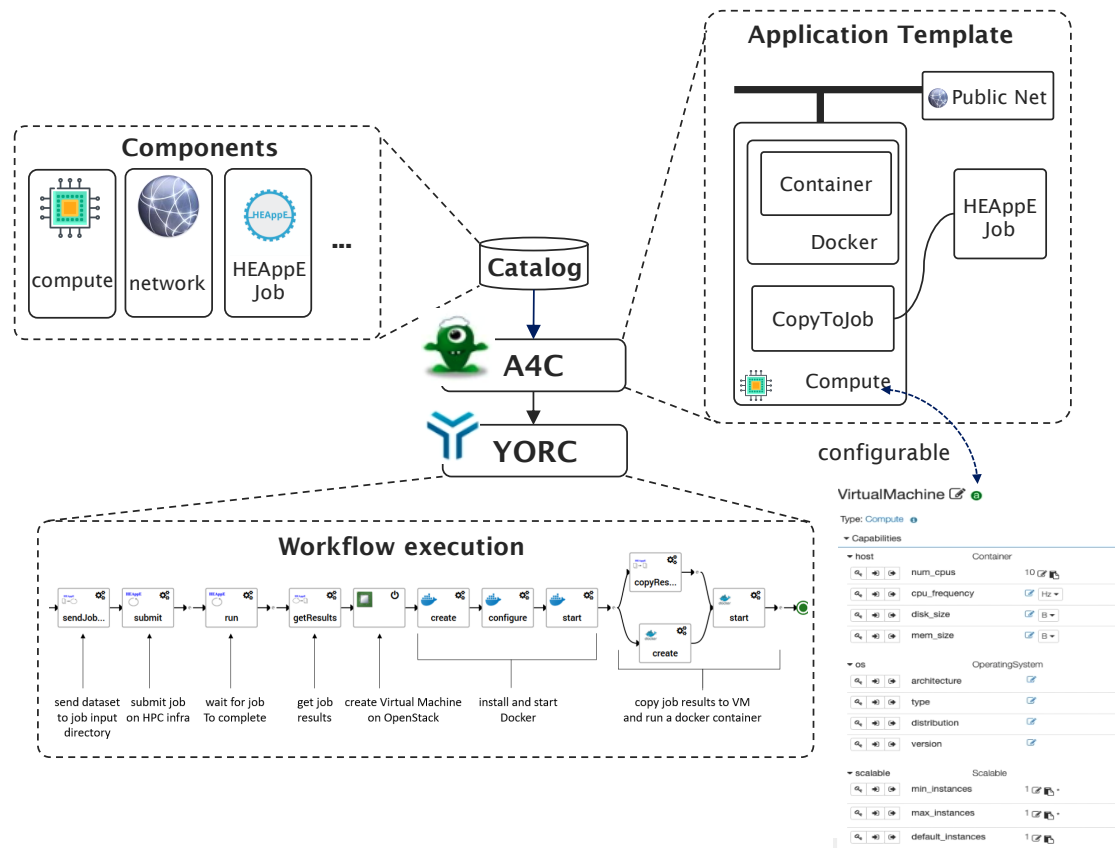 Application Template
Public Net
Container
Docker
HEAppE
Job
CopyToJob
Compute
Components
compute
network
HEAppE
HEAppE
Job
...
Catalog
A4C
YORC
configurable
VirtualMachine
Type: Compute
Capabilities
host Container
num_cpus 10
cpu_frequency Hz
disk_size B
mem_size B
os OperatingSystem
architecture
type
distribution
version
scalable Scalable
min_instances 1
max_instances 1
default_instances 1
Workflow execution
sendJob...
submit
run
getResults
create
configure
start
copyRes...
create
start
send dataset
to job input
directory
submit job
on HPC infra
wait for job
To complete
get job
results
create Virtual Machine
on OpenStack
install and start
Docker
copy job results to VM
and run a docker container